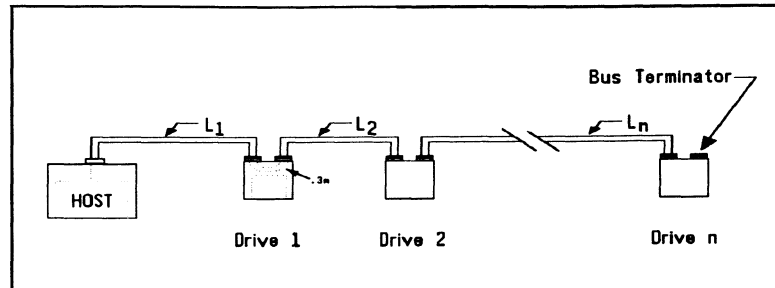 Bus Terminator
L1
L2
Ln
HOST
.3m
Drive 1
Drive 2
Drive n